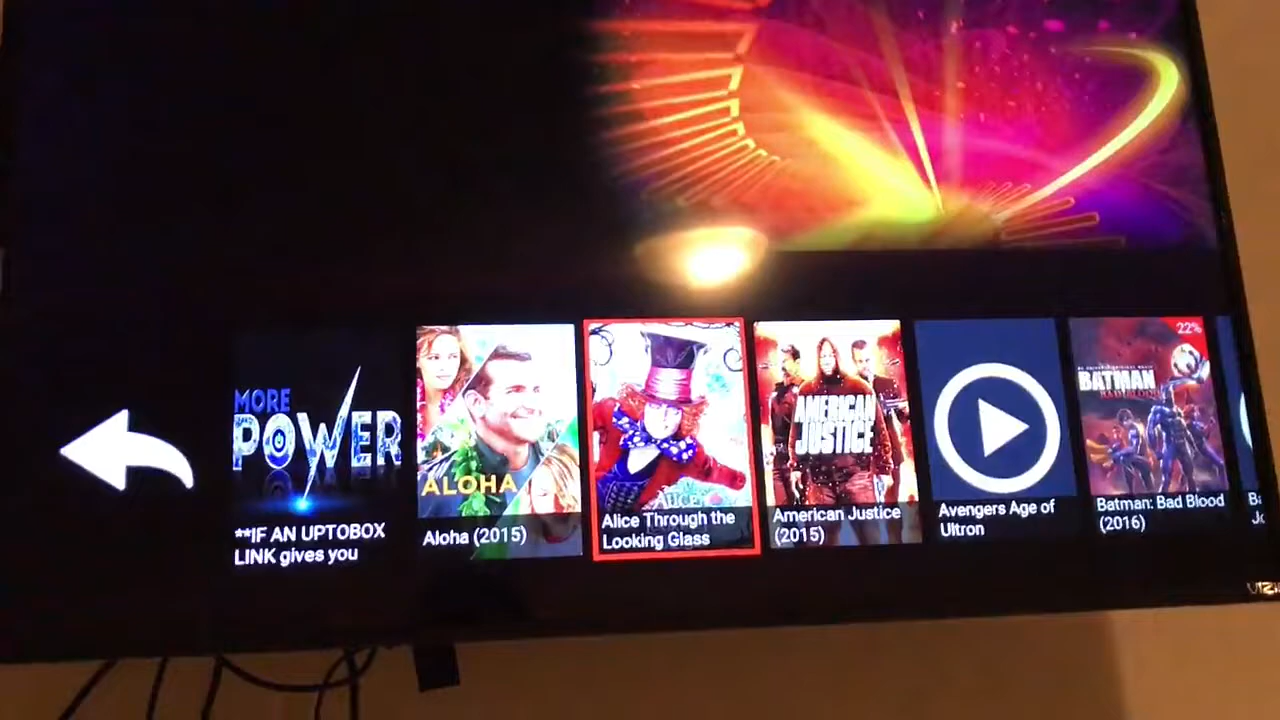 MORE
POWER
**IF AN UPTOBOX
LINK gives you
ALOHA
Aloha (2015)
ALICE
Alice Through the
Looking Glass
AMERICAN
JUSTICE
American Justice
(2015)
Avengers Age of
Ultron
22%
BATMAN
BAD BLOOD
Batman: Bad Blood
(2016)